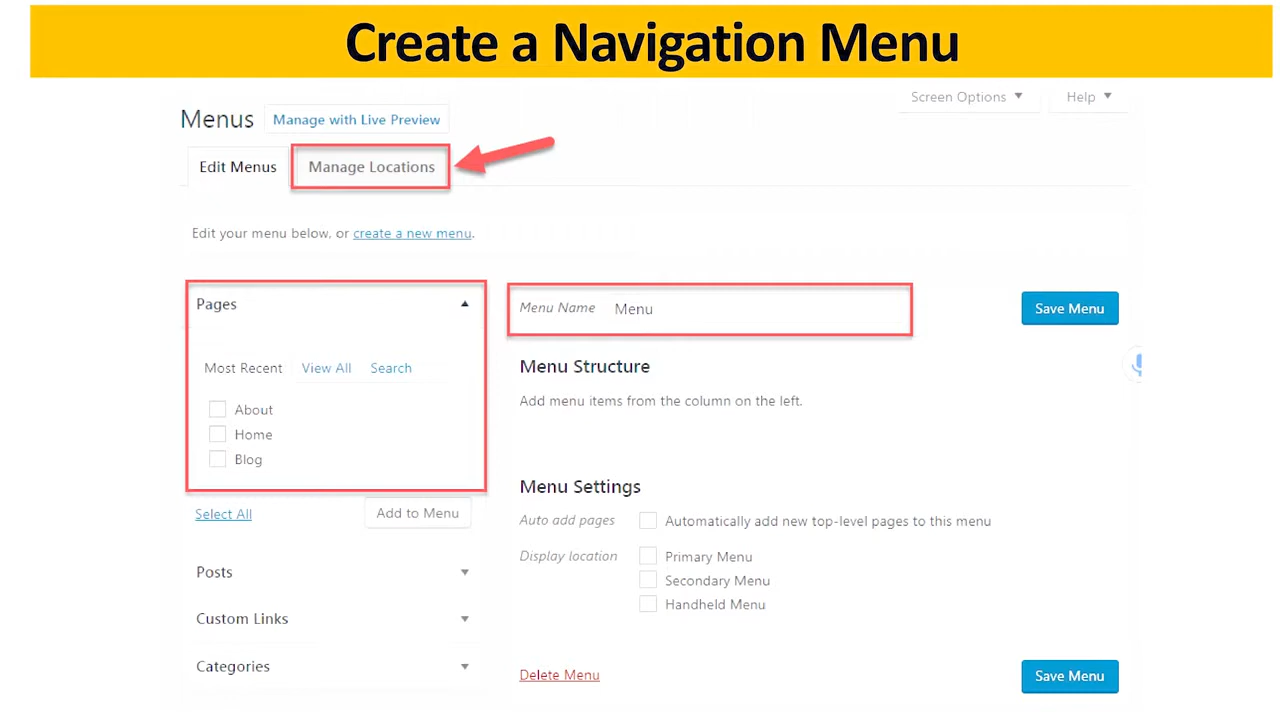 Create a Navigation Menu
Screen Options Help
Menus Manage with Live Preview
Edit Menus Manage Locations
Edit your menu below, or create a new menu.
Pages
Menu Name Menu Save Menu
Most Recent View All Search
Menu Structure
Add menu items from the column on the left.
About
Home
Blog
Select All Add to Menu
Menu Settings
Auto add pages Automatically add new top-level pages to this menu
Display location Primary Menu
Secondary Menu
Handheld Menu
Posts
Custom Links
Categories
Delete Menu Save Menu